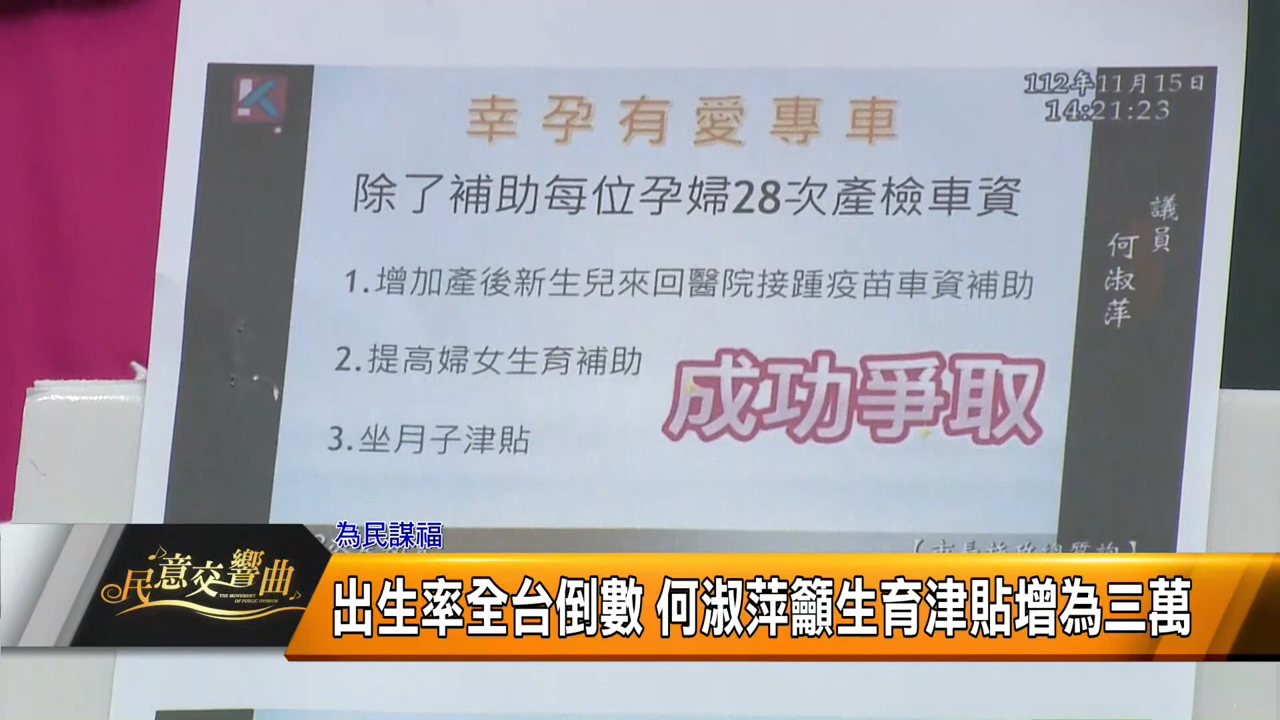 K
112年11月15日
14:21:23
幸孕有愛專車
除了補助每位孕婦28次產檢車資
議員
何淑萍
1.增加產後新生兒來回醫院接踵疫苗車資補助
2.提高婦女生育補助
成功爭取
3.坐月子津貼
為民謀福
民意交響曲
THE MOVEMENT
OF PUBLIC OPINION
出生率全台倒數 何淑萍籲生育津貼增為三萬